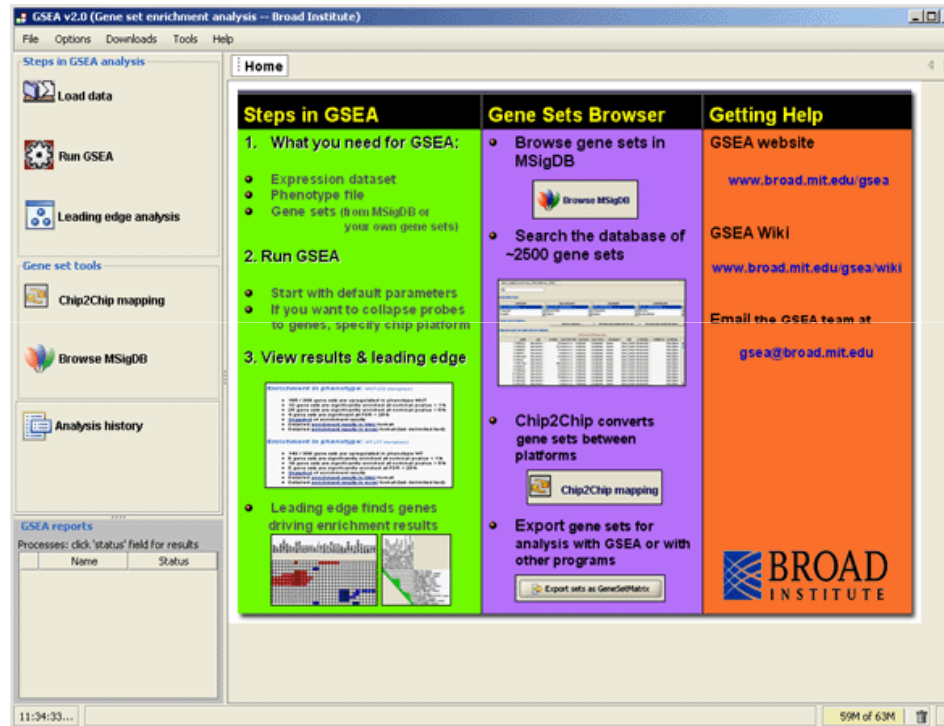 GSEA v2.0 (Gene set enrichment analysis -- Broad Institute)
File Options Downloads Tools Help
Steps in GSEA analysis
Load data
Run GSEA
Leading edge analysis
Gene set tools
Chip2Chip mapping
Browse MSigDB
Analysis history
GSEA reports
Processes: click 'status' field for results
Name Status
Home
Steps in GSEA
1. What you need for GSEA:
Expression dataset
Phenotype file
Gene sets (from MSigDB or
your own gene sets)
2. Run GSEA
Start with default parameters
If you want to collapse probes
to genes, specify chip platform
3. View results & leading edge
Enrichment in phenotype:
Enrichment in phenotype:
Leading edge finds genes
driving enrichment results
Gene Sets Browser
Browse gene sets in
MSigDB
Browse MSigDB
Search the database of
~2500 gene sets
Chip2Chip converts
gene sets between
platforms
Chip2Chip mapping
Export gene sets for
analysis with GSEA or with
other programs
Export sets as GeneSetMatrix
Getting Help
GSEA website
www.broad.mit.edu/gsea
GSEA Wiki
www.broad.mit.edu/gsea/wiki
Email the GSEA team at
gsea@broad.mit.edu
BROAD
INSTITUTE
11:34:33...
59M of 63M